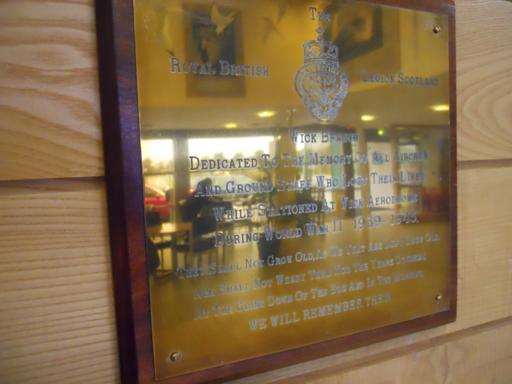 The
Royal British Legion Scotland
Wick Branch
Dedicated To The Memory Of All Aircrew
And Ground Staff Who Lost Their Lives
While Stationed At Wick Aerodrome
During World War II 1939-1945.
They Shall Not Grow Old, As We That Are Left Grow Old,
Age Shall Not Weary Them Nor The Years Condemn
At The Going Down Of The Sun And In The Morning,
WE WILL REMEMBER THEM